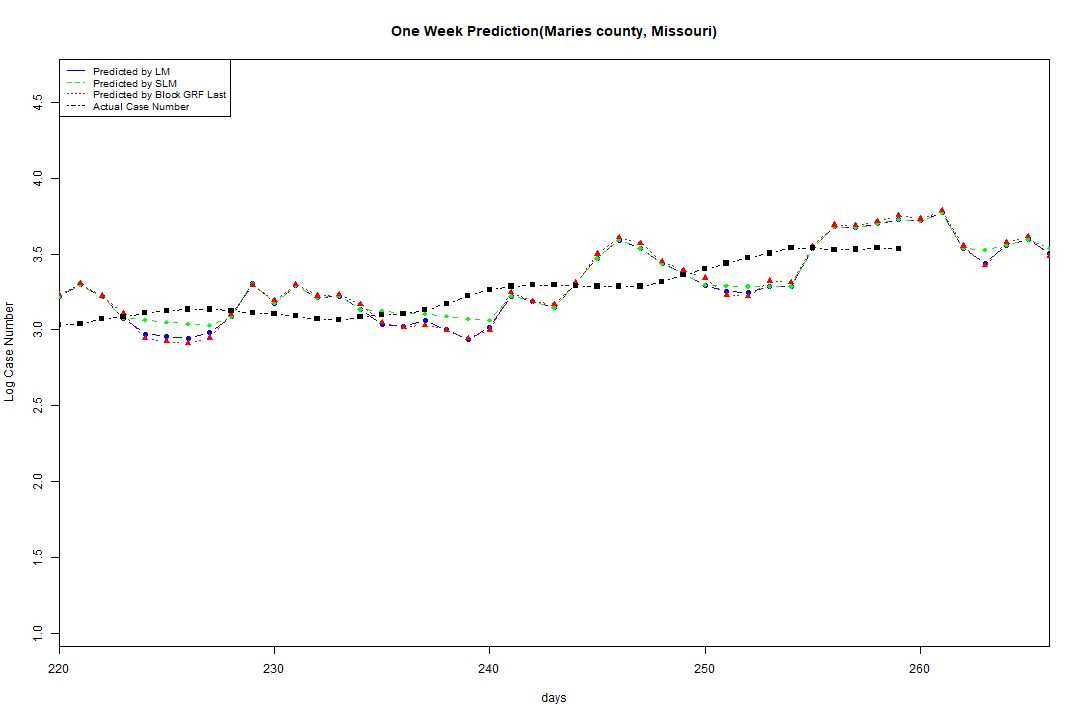 One Week Prediction(Maries county, Missouri)
Predicted by LM
Predicted by SLM
Predicted by Block GRF Last
Actual Case Number
Log Case Number
4.5
4.0
3.5
3.0
2.5
2.0
1.5
1.0
220 230 240 250 260
days